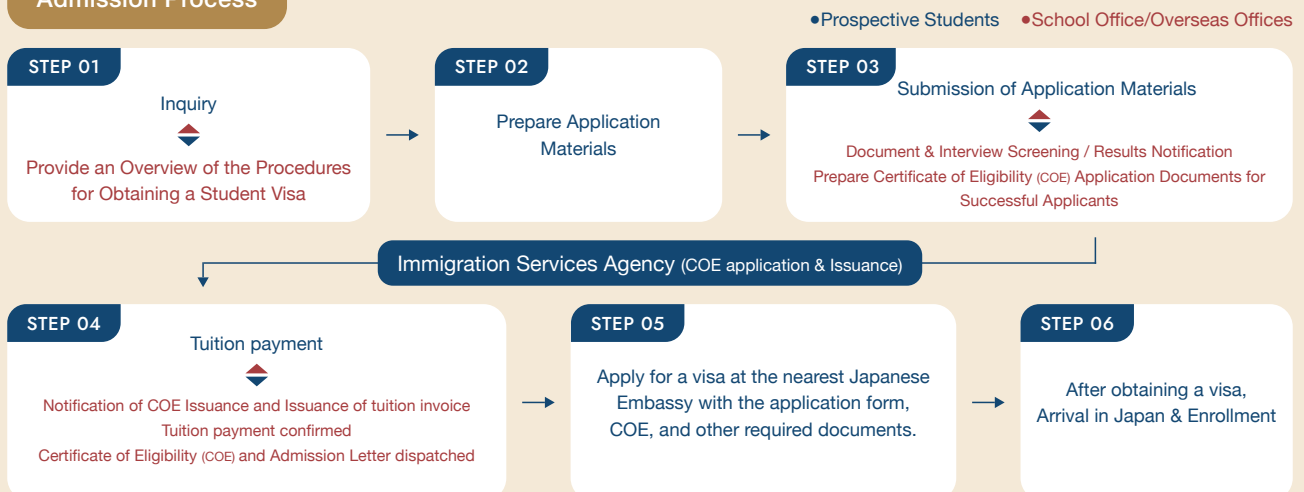 Admission Process
•Prospective Students •School Office/Overseas Offices
STEP 01
Inquiry
Provide an Overview of the Procedures
for Obtaining a Student Visa
STEP 02
Prepare Application
Materials
STEP 03
Submission of Application Materials
Document & Interview Screening / Results Notification
Prepare Certificate of Eligibility (COE) Application Documents for
Successful Applicants
Immigration Services Agency (COE application & Issuance)
STEP 04
Tuition payment
Notification of COE Issuance and Issuance of tuition invoice
Tuition payment confirmed
Certificate of Eligibility (COE) and Admission Letter dispatched
STEP 05
Apply for a visa at the nearest Japanese
Embassy with the application form,
COE, and other required documents.
STEP 06
After obtaining a visa,
Arrival in Japan & Enrollment